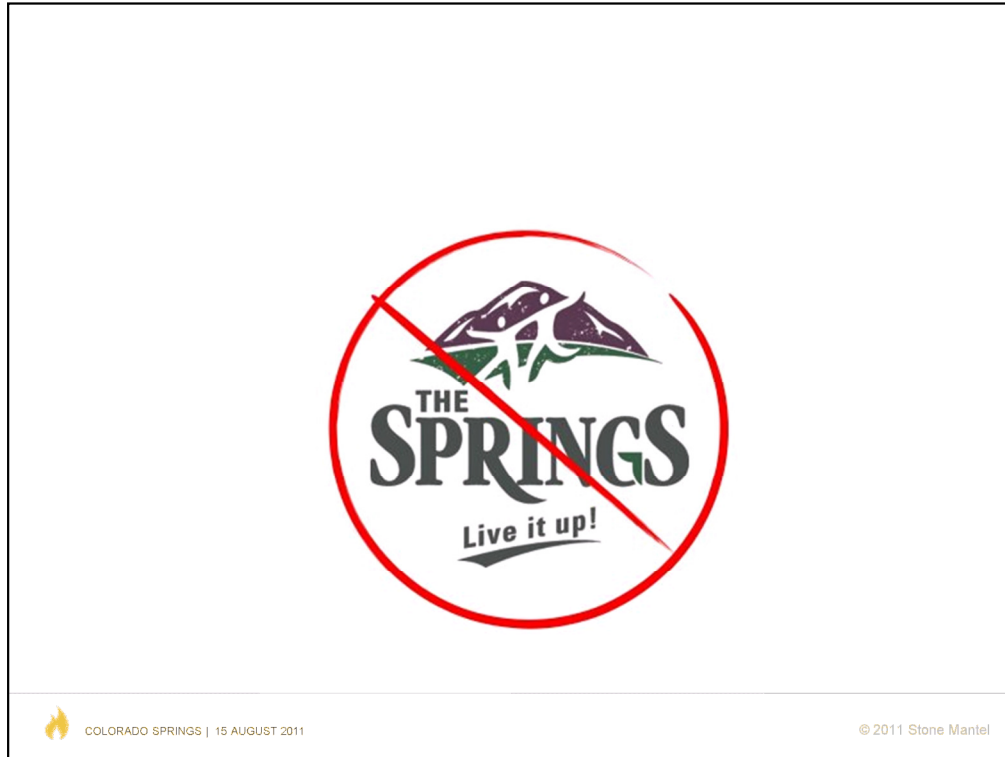 THE
SPRINGS
Live it up!
COLORADO SPRINGS | 15 AUGUST 2011
© 2011 Stone Mantel